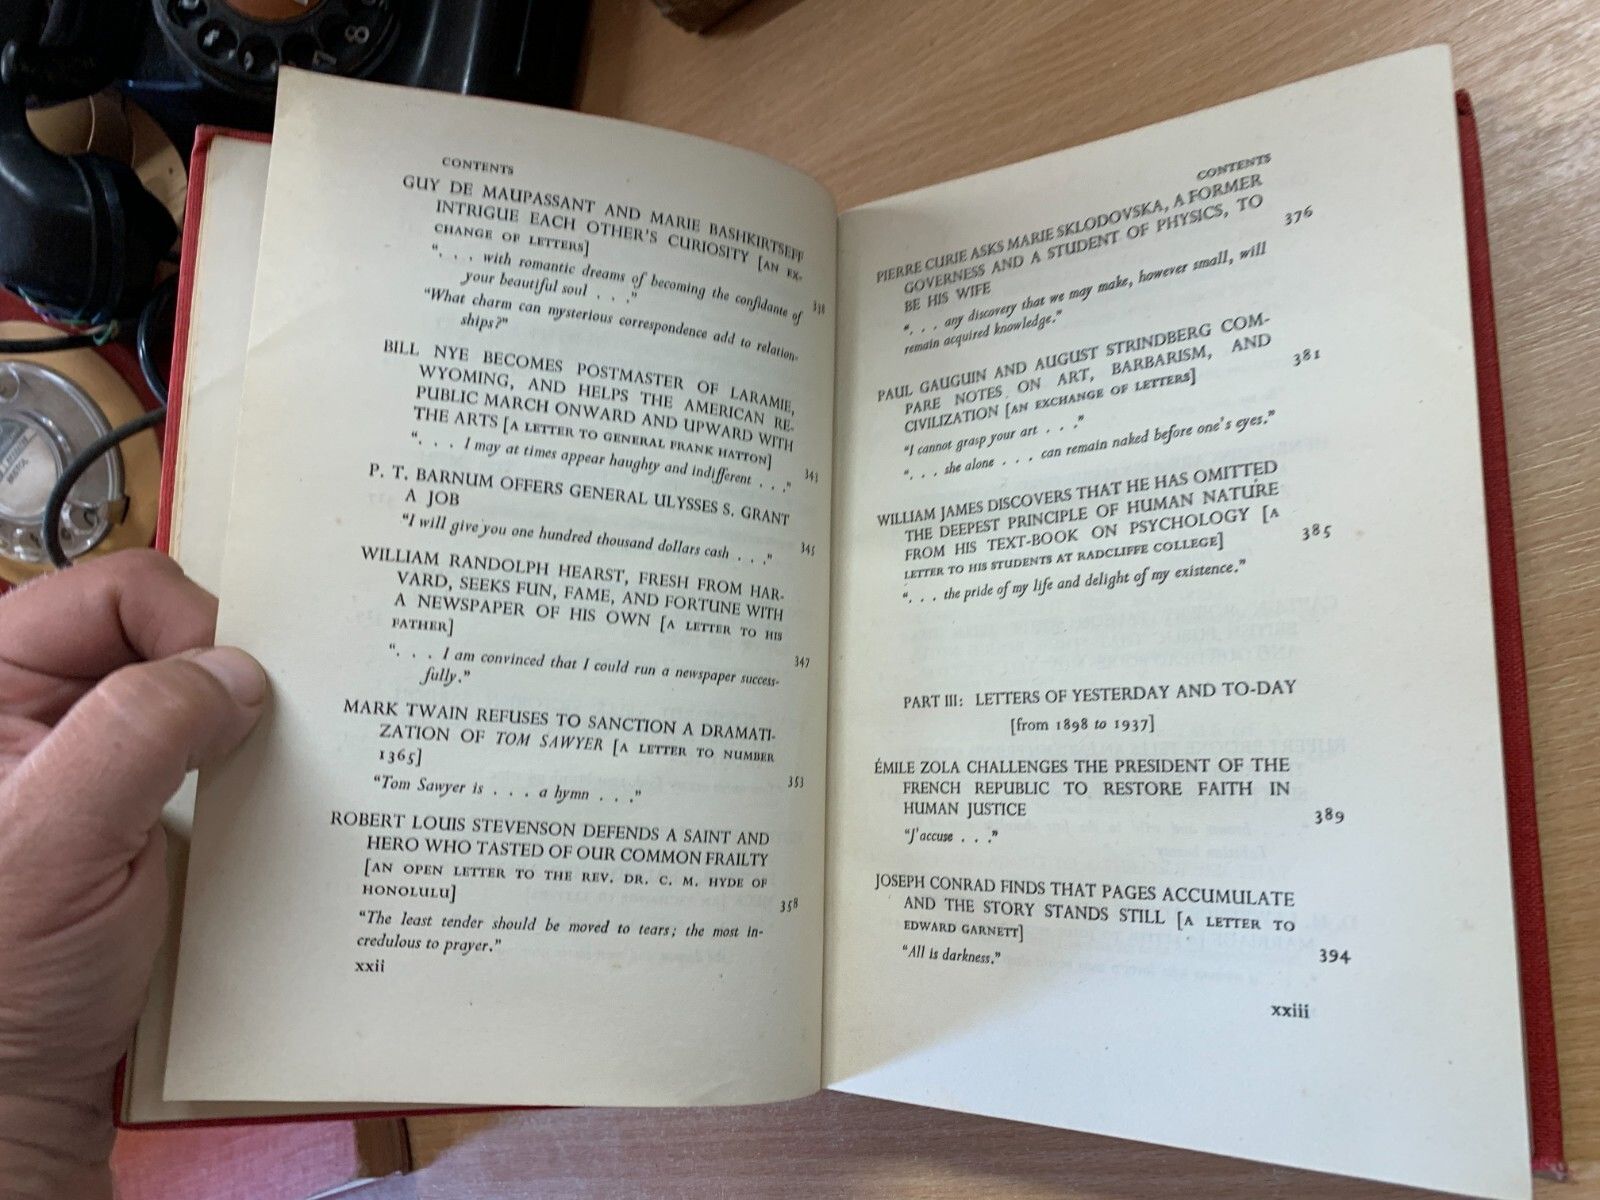 CONTENTS
GUY DE MAUPASSANT AND MARIE BASHKIRTSEFF
INTRIGUE EACH OTHER'S CURIOSITY [AN EX-
CHANGE OF LETTERS]
". . . with romantic dreams of becoming the confidante of
your beautiful soul . . ." 338
"What charm can mysterious correspondence add to relation-
ships?"
BILL NYE BECOMES POSTMASTER OF LARAMIE,
WYOMING, AND HELPS THE AMERICAN RE-
PUBLIC MARCH ONWARD AND UPWARD WITH
THE ARTS [A LETTER TO GENERAL FRANK HATTON]
". . . I may at times appear haughty and indifferent . . ." 343
P. T. BARNUM OFFERS GENERAL ULYSSES S. GRANT
A JOB
"I will give you one hundred thousand dollars cash . . ." 345
WILLIAM RANDOLPH HEARST, FRESH FROM HAR-
VARD, SEEKS FUN, FAME, AND FORTUNE WITH
A NEWSPAPER OF HIS OWN [A LETTER TO HIS
FATHER] 347
". . . I am convinced that I could run a newspaper success-
fully."
MARK TWAIN REFUSES TO SANCTION A DRAMATI-
ZATION OF TOM SAWYER [A LETTER TO NUMBER
1365] 353
"Tom Sawyer is . . . a hymn . . ."
ROBERT LOUIS STEVENSON DEFENDS A SAINT AND
HERO WHO TASTED OF OUR COMMON FRAILTY
[AN OPEN LETTER TO THE REV. DR. C. M. HYDE OF
HONOLULU] 358
"The least tender should be moved to tears; the most in-
credulous to prayer."
xxii
CONTENTS
PIERRE CURIE ASKS MARIE SKLODOVSKA, A FORMER
GOVERNESS AND A STUDENT OF PHYSICS, TO
BE HIS WIFE 376
". . . any discovery that we may make, however small, will
remain acquired knowledge."
PAUL GAUGUIN AND AUGUST STRINDBERG COM-
PARE NOTES ON ART, BARBARISM, AND
CIVILIZATION [AN EXCHANGE OF LETTERS] 381
"I cannot grasp your art . . ."
". . . she alone . . . can remain naked before one's eyes."
WILLIAM JAMES DISCOVERS THAT HE HAS OMITTED
THE DEEPEST PRINCIPLE OF HUMAN NATURE
FROM HIS TEXT-BOOK ON PSYCHOLOGY [A
LETTER TO HIS STUDENTS AT RADCLIFFE COLLEGE] 385
". . . the pride of my life and delight of my existence."
PART III: LETTERS OF YESTERDAY AND TO-DAY
[from 1898 to 1937]
ÉMILE ZOLA CHALLENGES THE PRESIDENT OF THE
FRENCH REPUBLIC TO RESTORE FAITH IN
HUMAN JUSTICE 389
"J'accuse . . ."
JOSEPH CONRAD FINDS THAT PAGES ACCUMULATE
AND THE STORY STANDS STILL [A LETTER TO
EDWARD GARNETT] 394
"All is darkness."
xxiii